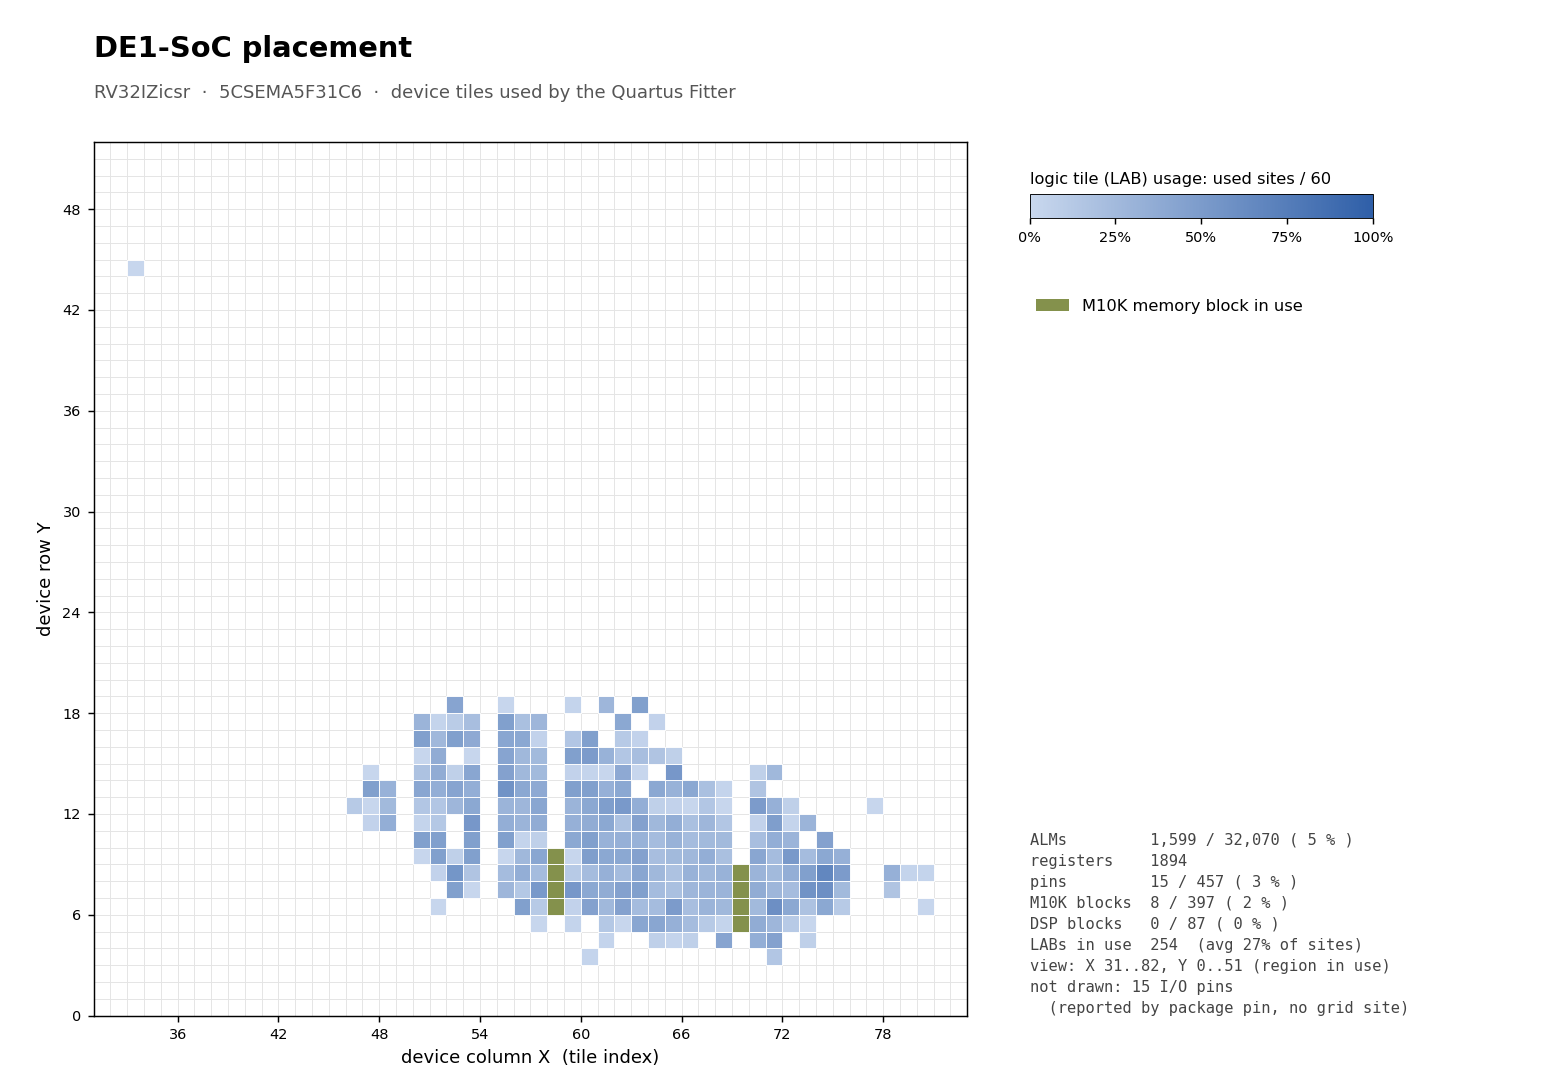 DE1-SoC placement
RV32IZicsr · 5CSEMA5F31C6 · device tiles used by the Quartus Fitter
logic tile (LAB) usage: used sites / 60
0% 25% 50% 75% 100%
M10K memory block in use
device row Y
48
42
36
30
24
18
12
6
0
36 42 48 54 60 66 72 78
device column X (tile index)
ALMs 1,599 / 32,070 ( 5 % )
registers 1894
pins 15 / 457 ( 3 % )
M10K blocks 8 / 397 ( 2 % )
DSP blocks 0 / 87 ( 0 % )
LABs in use 254 (avg 27% of sites)
view: X 31..82, Y 0..51 (region in use)
not drawn: 15 I/O pins
(reported by package pin, no grid site)